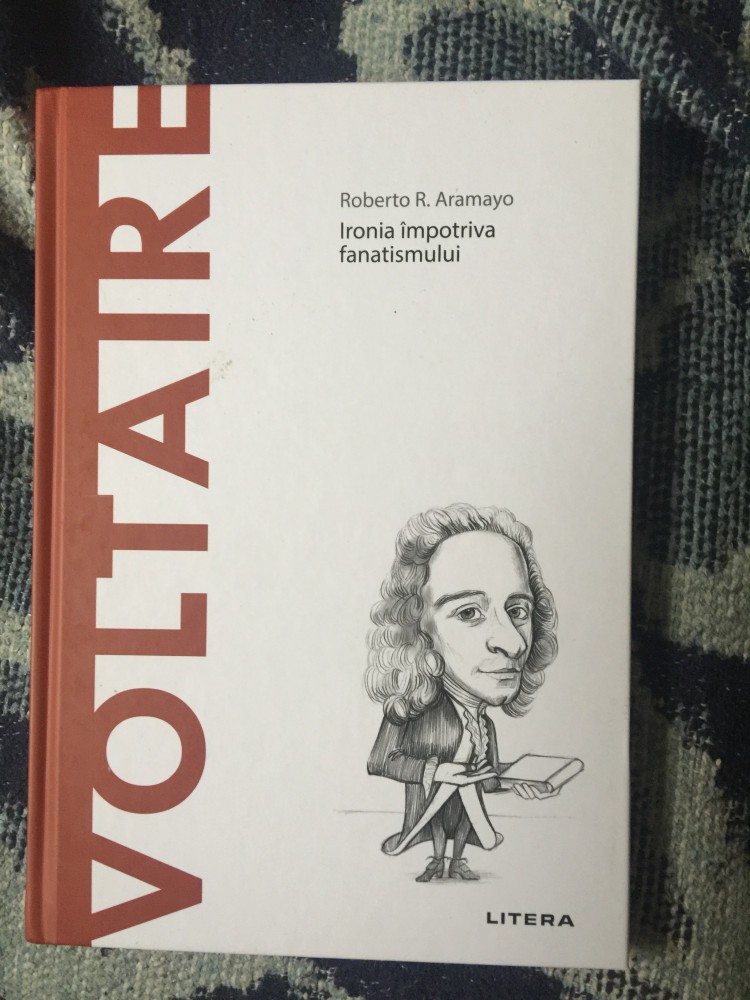 VOLTAIRE
Roberto R. Aramayo
Ironia împotriva
fanatismului
LITERA